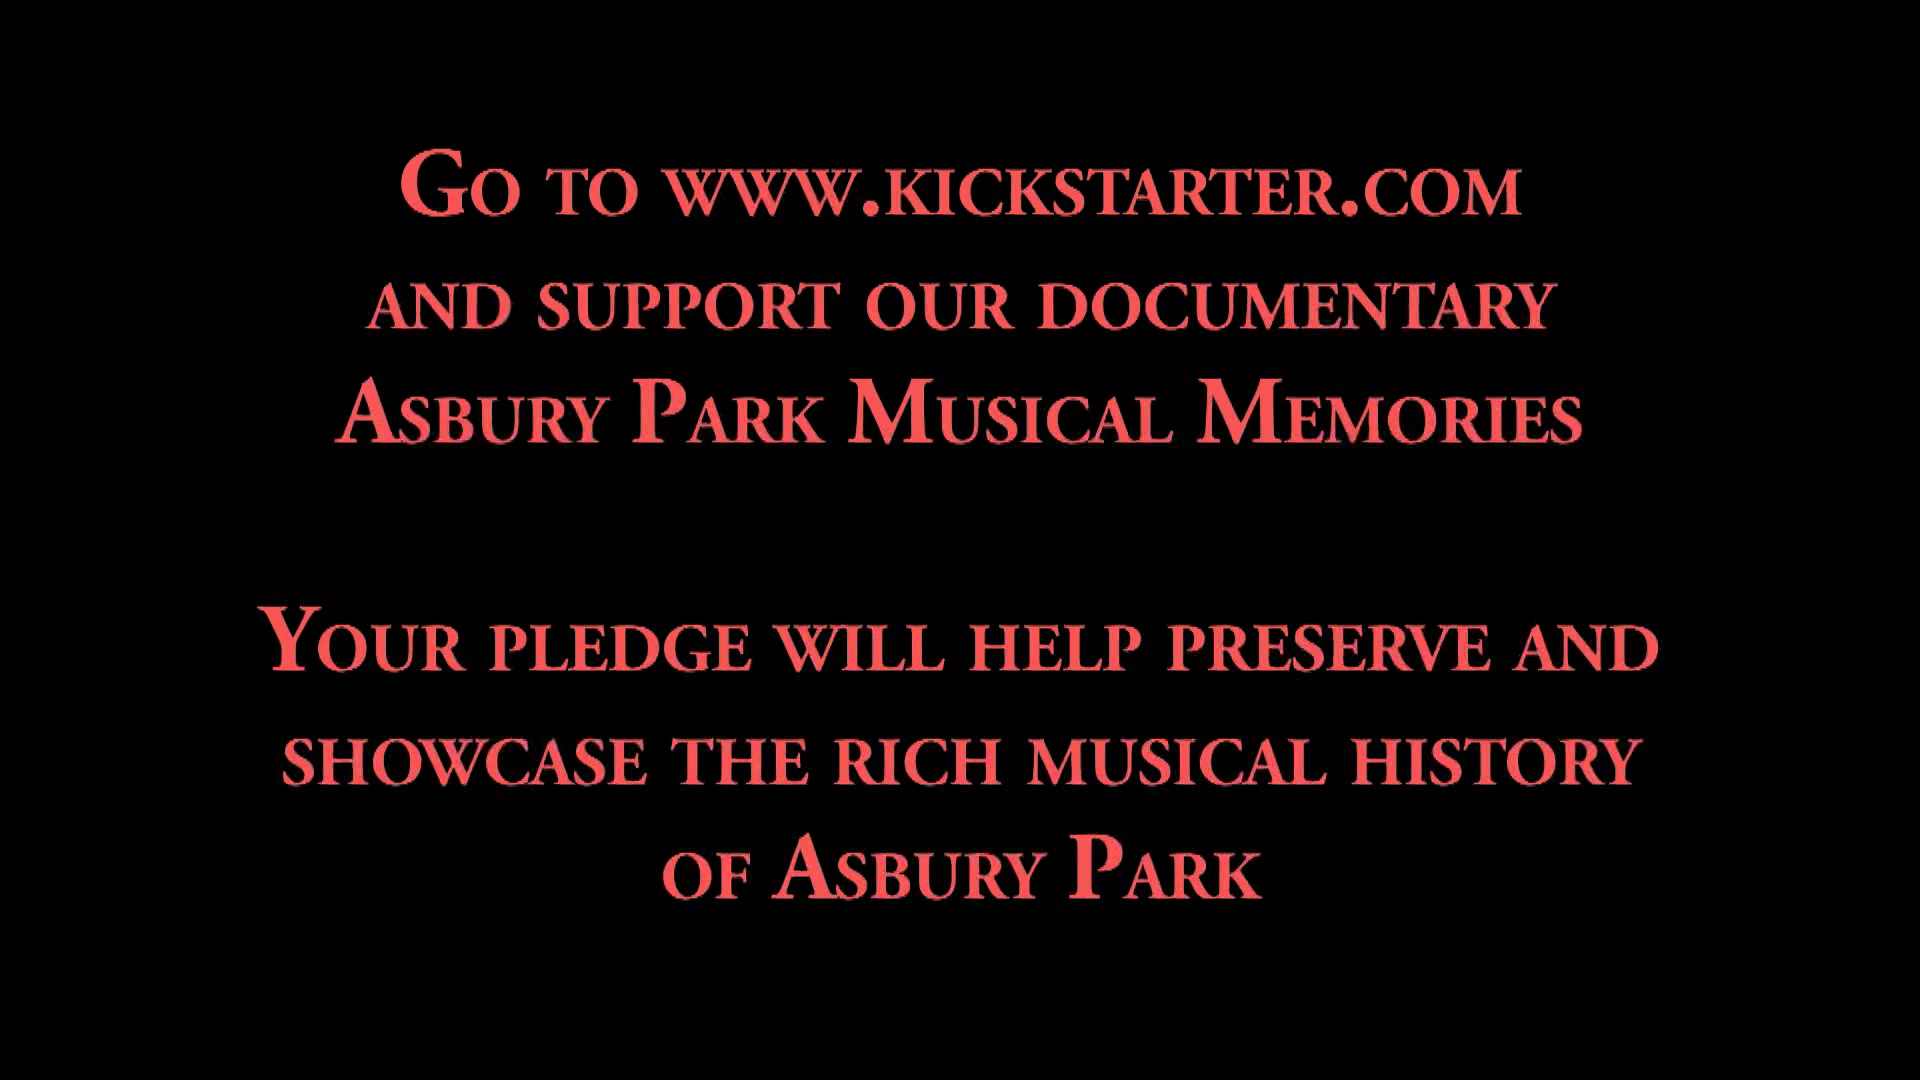 Go to www.kickstarter.com
and support our documentary
Asbury Park Musical Memories
Your pledge will help preserve and
showcase the rich musical history
of Asbury Park